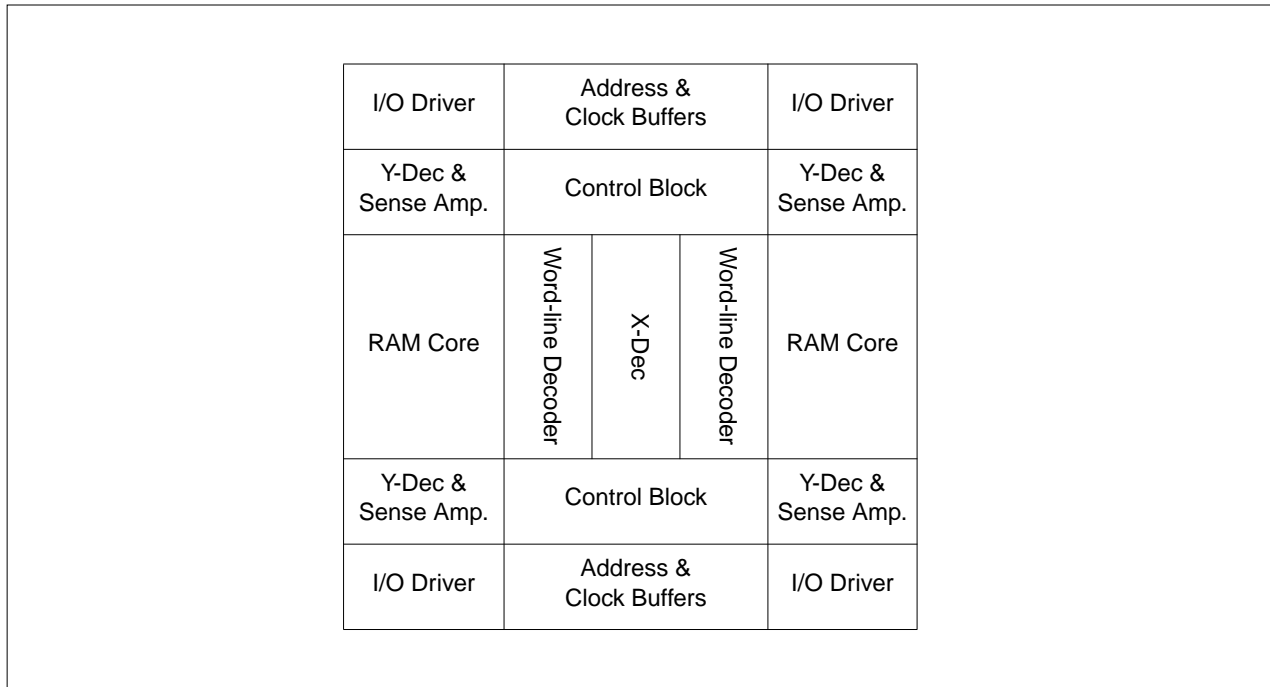 I/O Driver
Address &
Clock Buffers
I/O Driver
Y-Dec &
Sense Amp.
Control Block
Y-Dec &
Sense Amp.
RAM Core
Word-line Decoder
X-Dec
Word-line Decoder
RAM Core
Y-Dec &
Sense Amp.
Control Block
Y-Dec &
Sense Amp.
I/O Driver
Address &
Clock Buffers
I/O Driver